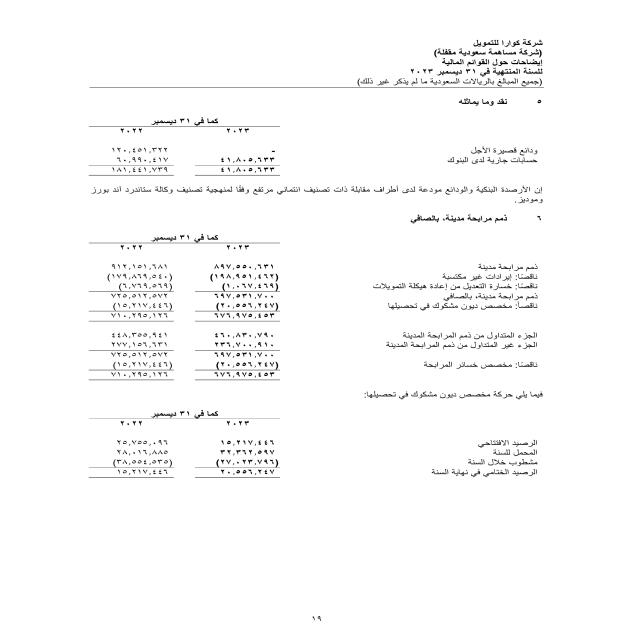 شركة كوارا للتمويل
(شركة مساهمة سعودية مقفلة)
إيضاحات حول القوائم المالية
للسنة المنتهية في ٣١ ديسمبر ٢٠٢٣
(جميع المبالغ بالريالات السعودية ما لم يذكر غير ذلك)
٥ نقد وما يماثله
كما في ٣١ ديسمبر
٢٠٢٣ ٢٠٢٢
ودائع قصيرة الأجل - ١٢٠,٤٥١,٣٢٢
حسابات جارية لدى البنوك ٤١,٨٠٥,٦٣٣ ٦٠,٩٩٠,٤١٧
٤١,٨٠٥,٦٣٣ ١٨١,٤٤١,٧٣٩
إن الأرصدة البنكية والودائع مودعة لدى أطراف مقابلة ذات تصنيف ائتماني مرتفع وفقًا لمنهجية تصنيف وكالة ستاندرد آند بورز
وموديز.
٦ ذمم مرابحة مدينة، بالصافي
كما في ٣١ ديسمبر
٢٠٢٣ ٢٠٢٢
ذمم مرابحة مدينة ٨٩٧,٥٥٠,٦٣١ ٩١٢,١٥١,٦٨١
ناقصًا: إيرادات غير مكتسبة (١٩٨,٩٥١,٤٦٢) (١٧٩,٨٦٩,٥٤٠)
ناقصًا: خسارة التعديل من إعادة هيكلة التمويلات (١,٠٦٧,٤٦٩) (٦,٧٦٩,٥٦٩)
ذمم مرابحة مدينة، بالصافي ٦٩٧,٥٣١,٧٠٠ ٧٢٥,٥١٢,٥٧٢
ناقصاً: مخصص ديون مشكوك في تحصيلها (٢٠,٥٥٦,٢٤٧) (١٥,٢١٧,٤٤٦)
٦٧٦,٩٧٥,٤٥٣ ٧١٠,٢٩٥,١٢٦
الجزء المتداول من ذمم المرابحة المدينة ٤٦٠,٨٣٠,٧٩٠ ٤٤٨,٣٥٥,٩٤١
الجزء غير المتداول من ذمم المرابحة المدينة ٢٣٦,٧٠٠,٩١٠ ٢٧٧,١٥٦,٦٣١
٦٩٧,٥٣١,٧٠٠ ٧٢٥,٥١٢,٥٧٢
ناقصًا: مخصص خسائر المرابحة (٢٠,٥٥٦,٢٤٧) (١٥,٢١٧,٤٤٦)
٦٧٦,٩٧٥,٤٥٣ ٧١٠,٢٩٥,١٢٦
فيما يلي حركة مخصص ديون مشكوك في تحصيلها:
كما في ٣١ ديسمبر
٢٠٢٣ ٢٠٢٢
الرصيد الافتتاحي ١٥,٢١٧,٤٤٦ ٢٥,٧٥٥,٠٩٦
المحمل للسنة ٣٢,٣٦٢,٥٩٧ ٢٨,٠١٦,٨٨٥
مشطوب خلال السنة (٢٧,٠٢٣,٧٩٦) (٣٨,٥٥٤,٥٣٥)
الرصيد الختامي في نهاية السنة ٢٠,٥٥٦,٢٤٧ ١٥,٢١٧,٤٤٦
١٩